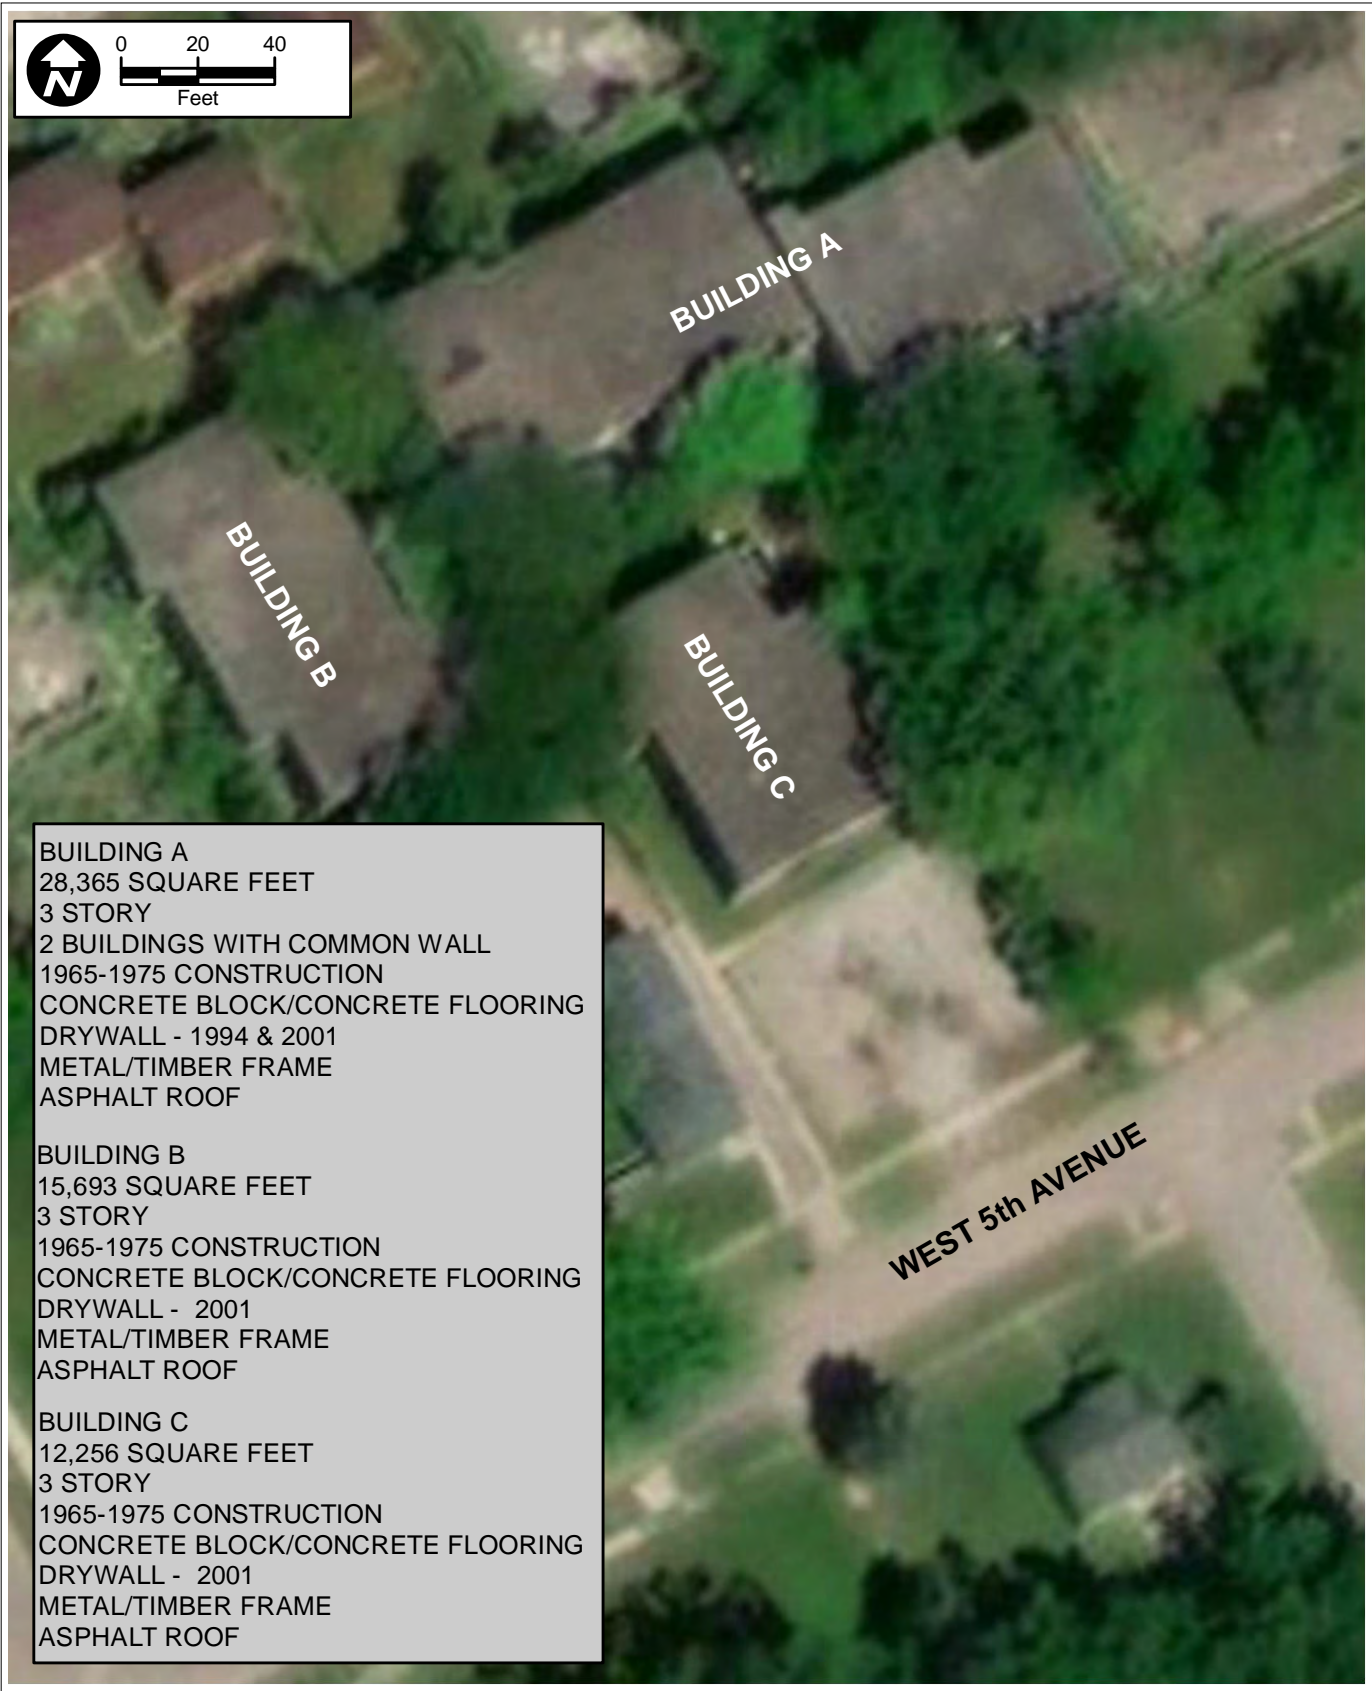 N
0 20 40
Feet
BUILDING A
BUILDING B
BUILDING C
WEST 5th AVENUE
BUILDING A
28,365 SQUARE FEET
3 STORY
2 BUILDINGS WITH COMMON WALL
1965-1975 CONSTRUCTION
CONCRETE BLOCK/CONCRETE FLOORING
DRYWALL - 1994 & 2001
METAL/TIMBER FRAME
ASPHALT ROOF
BUILDING B
15,693 SQUARE FEET
3 STORY
1965-1975 CONSTRUCTION
CONCRETE BLOCK/CONCRETE FLOORING
DRYWALL - 2001
METAL/TIMBER FRAME
ASPHALT ROOF
BUILDING C
12,256 SQUARE FEET
3 STORY
1965-1975 CONSTRUCTION
CONCRETE BLOCK/CONCRETE FLOORING
DRYWALL - 2001
METAL/TIMBER FRAME
ASPHALT ROOF